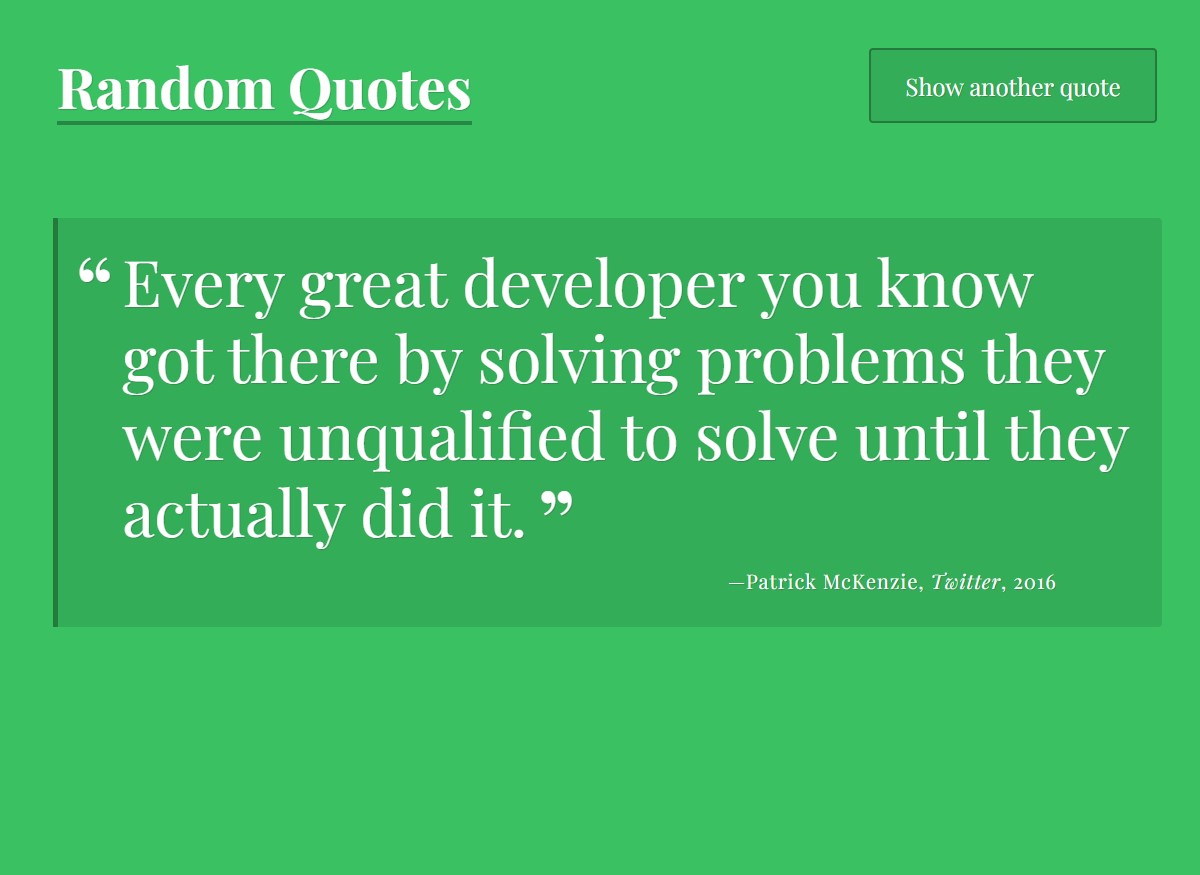 Random Quotes
Show another quote
“Every great developer you know
got there by solving problems they
were unqualified to solve until they
actually did it.”
—Patrick McKenzie, Twitter, 2016